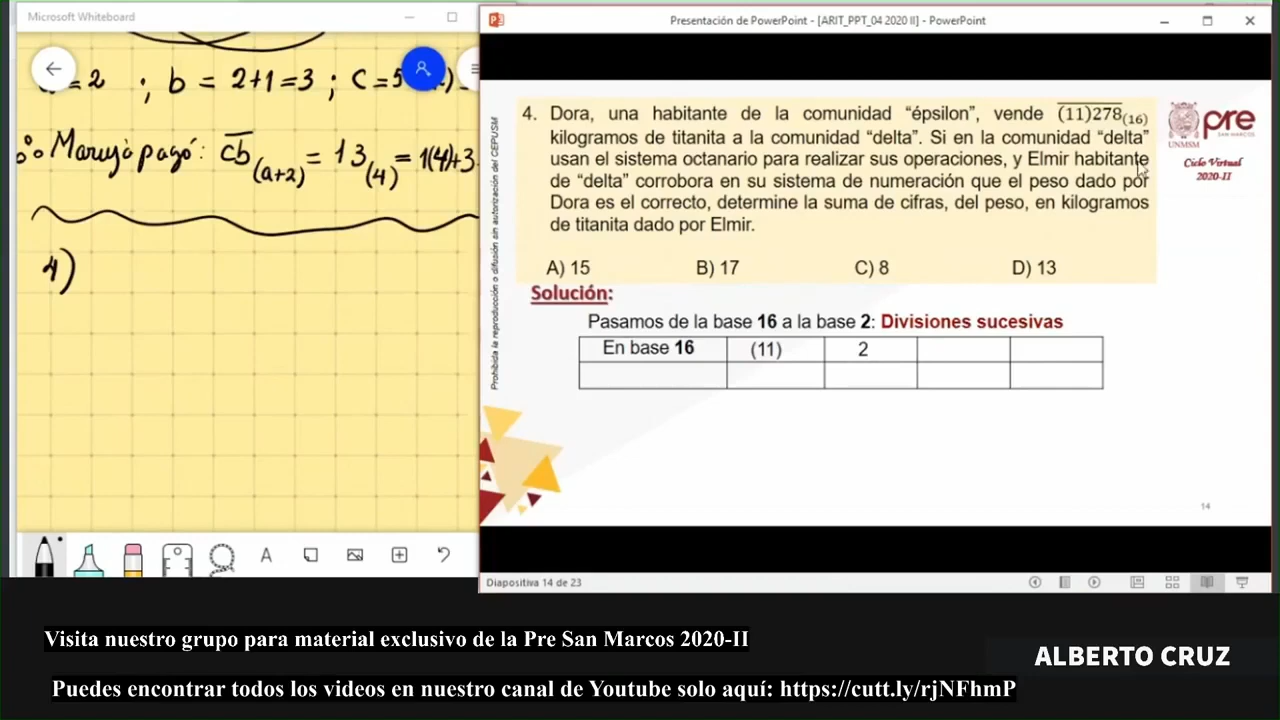 Microsoft Whiteboard
= 2 ; b = 2+1 = 3 ; c = 5
∴ Maruja pagó: cb(a+2) = 13(4) = 1(4)+3
4)
A
Presentación de PowerPoint - [ARIT_PPT_04 2020 II] - PowerPoint
4. Dora, una habitante de la comunidad “épsilon”, vende (11)278(16)
kilogramos de titanita a la comunidad “delta”. Si en la comunidad “delta”
usan el sistema octanario para realizar sus operaciones, y Elmir habitante
de “delta” corrobora en su sistema de numeración que el peso dado por
Dora es el correcto, determine la suma de cifras, del peso, en kilogramos
de titanita dado por Elmir.
A) 15 B) 17 C) 8 D) 13
Solución:
Pasamos de la base 16 a la base 2: Divisiones sucesivas
En base 16 (11) 2
Prohibida la reproducción o difusión sin autorización del CEPUSM
pre
SAN MARCOS
UNMSM
Ciclo Virtual
2020-II
14
Diapositiva 14 de 23
Visita nuestro grupo para material exclusivo de la Pre San Marcos 2020-II
ALBERTO CRUZ
Puedes encontrar todos los videos en nuestro canal de Youtube solo aquí: https://cutt.ly/rjNFhmP